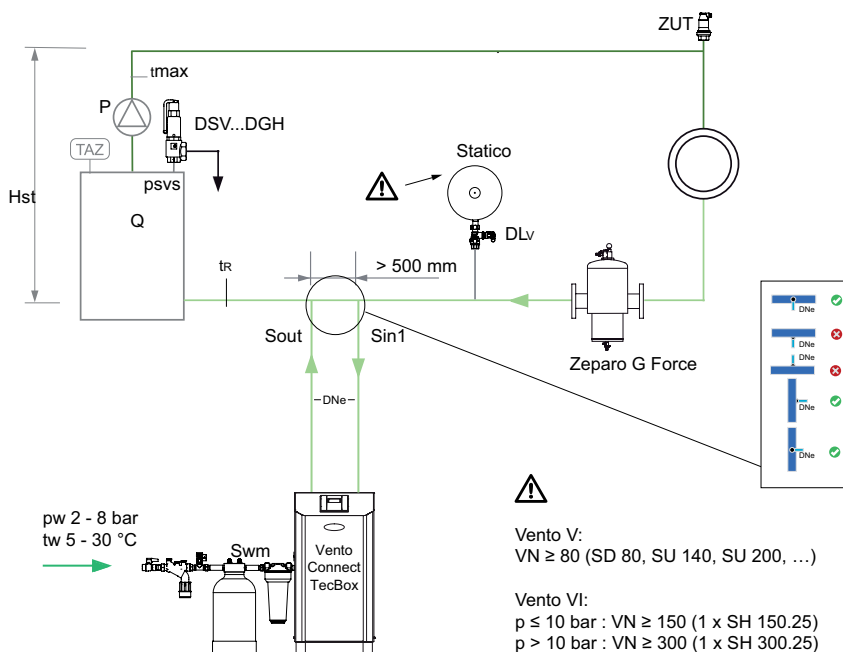 ZUT
tmax
P
DSV...DGH
TAZ
psvs
Hst
Q
Statico
DLV
tR
> 500 mm
Sout
Sin1
Zeparo G Force
DNe
DNe
DNe
DNe
DNe
DNe
pw 2 - 8 bar
tw 5 - 30 °C
Swm
Vento
Connect
TecBox
Vento V:
VN ≥ 80 (SD 80, SU 140, SU 200, …)
Vento VI:
p ≤ 10 bar : VN ≥ 150 (1 x SH 150.25)
p > 10 bar : VN ≥ 300 (1 x SH 300.25)